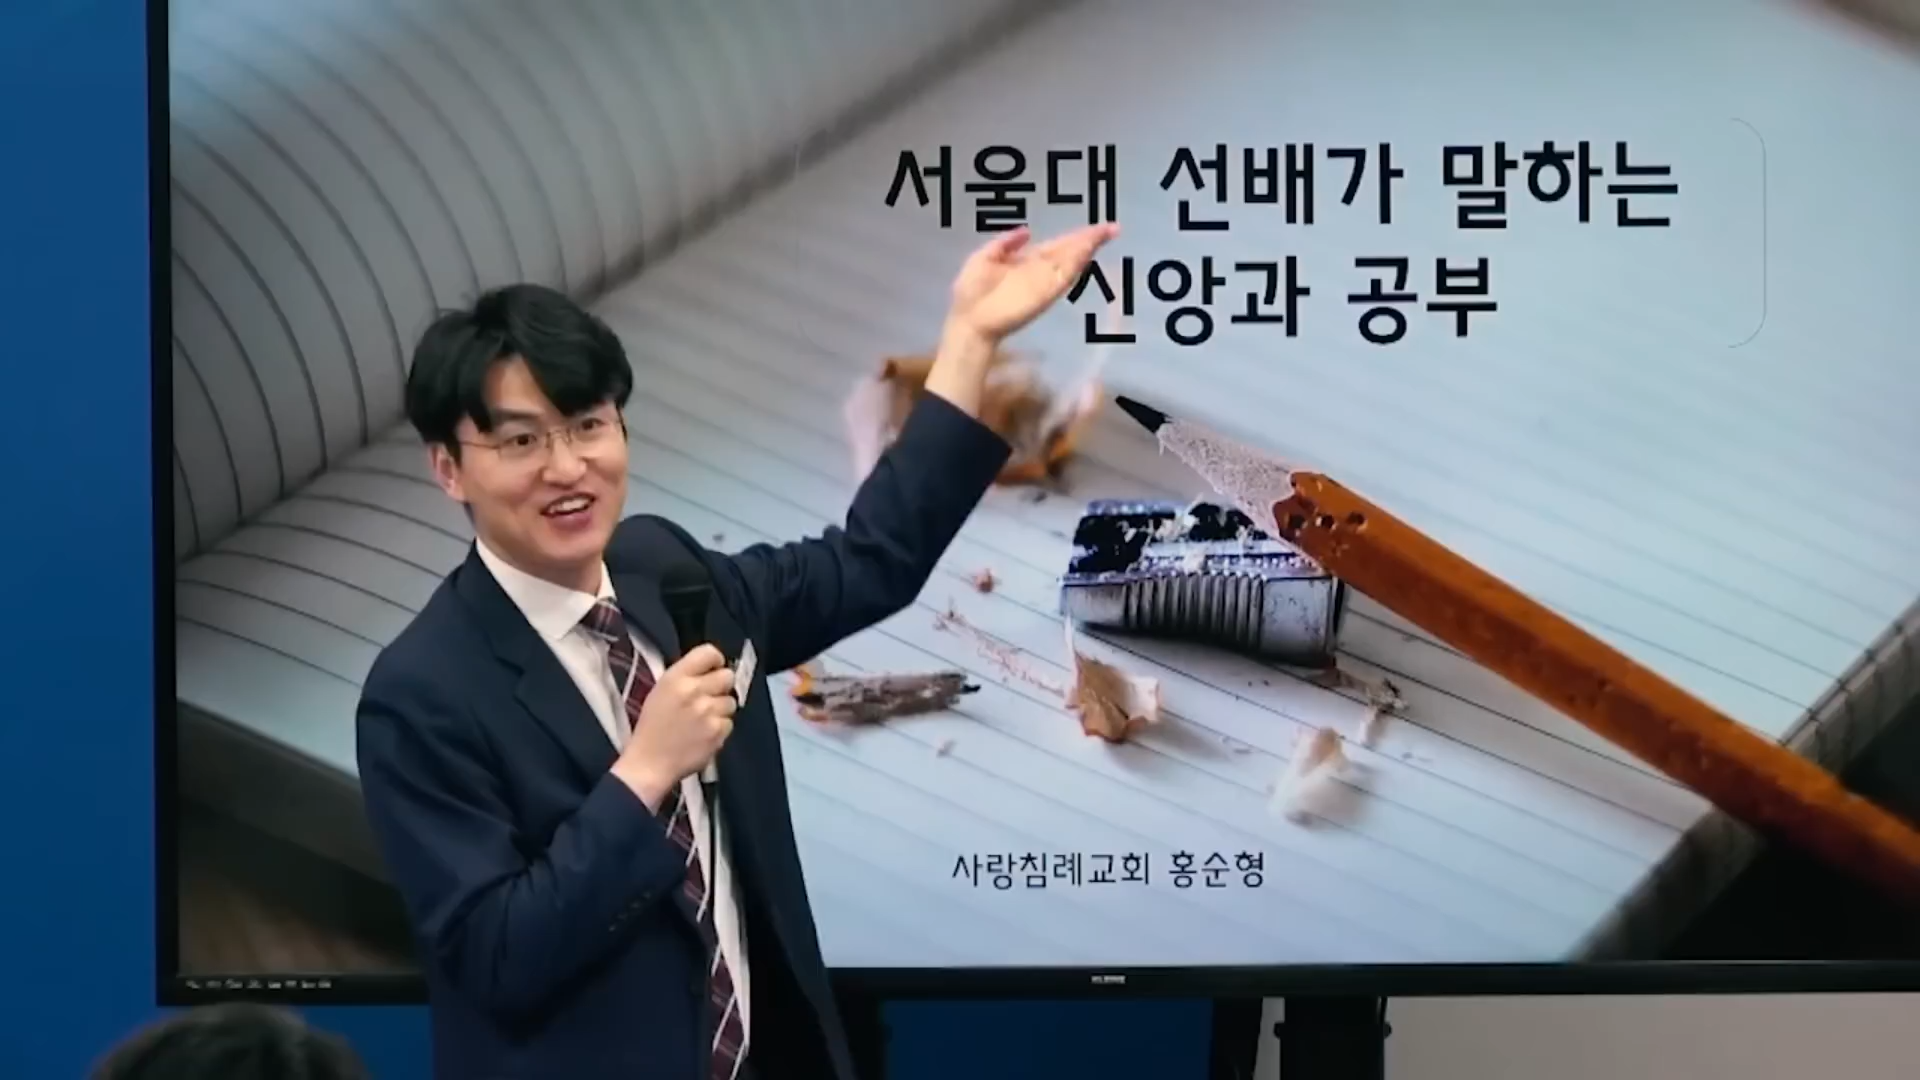 서울대 선배가 말하는
신앙과 공부
사랑침례교회 홍순형